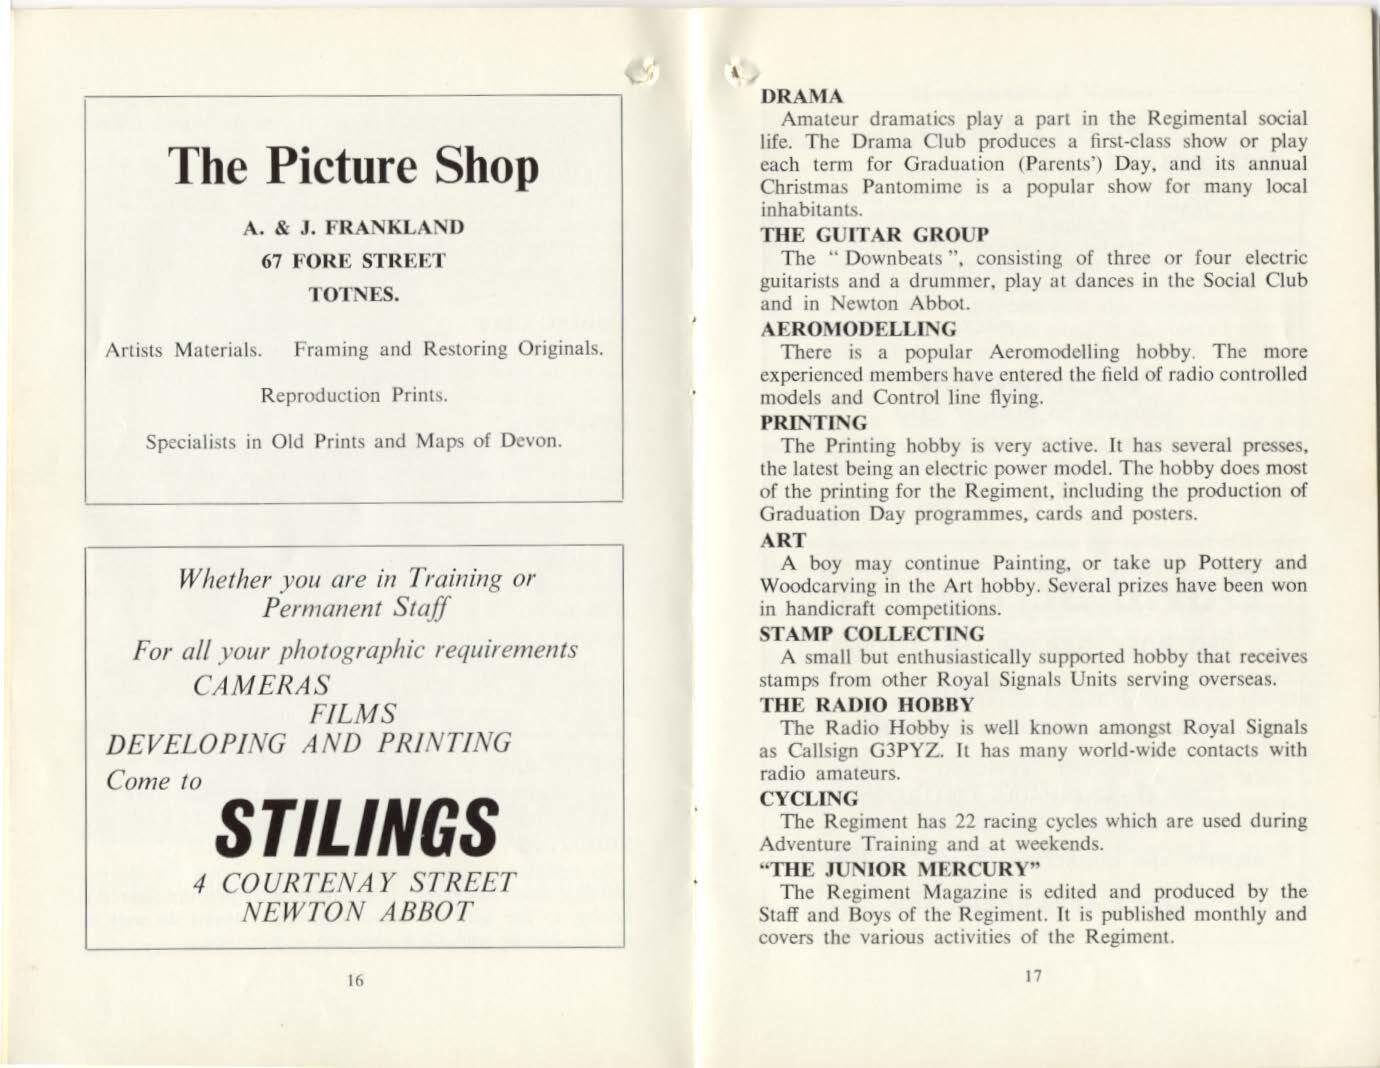 The Picture Shop
A. & J. FRANKLAND
67 FORE STREET
TOTNES.
Artists Materials. Framing and Restoring Originals.
Reproduction Prints.
Specialists in Old Prints and Maps of Devon.
Whether you are in Training or
Permanent Staff
For all your photographic requirements
CAMERAS
FILMS
DEVELOPING AND PRINTING
Come to
STILINGS
4 COURTENAY STREET
NEWTON ABBOT
16
DRAMA
Amateur dramatics play a part in the Regimental social
life. The Drama Club produces a first-class show or play
each term for Graduation (Parents') Day, and its annual
Christmas Pantomime is a popular show for many local
inhabitants.
THE GUITAR GROUP
The " Downbeats ", consisting of three or four electric
guitarists and a drummer, play at dances in the Social Club
and in Newton Abbot.
AEROMODELLING
There is a popular Aeromodelling hobby. The more
experienced members have entered the field of radio controlled
models and Control line flying.
PRINTING
The Printing hobby is very active. It has several presses,
the latest being an electric power model. The hobby does most
of the printing for the Regiment, including the production of
Graduation Day programmes, cards and posters.
ART
A boy may continue Painting, or take up Pottery and
Woodcarving in the Art hobby. Several prizes have been won
in handicraft competitions.
STAMP COLLECTING
A small but enthusiastically supported hobby that receives
stamps from other Royal Signals Units serving overseas.
THE RADIO HOBBY
The Radio Hobby is well known amongst Royal Signals
as Callsign G3PYZ. It has many world-wide contacts with
radio amateurs.
CYCLING
The Regiment has 22 racing cycles which are used during
Adventure Training and at weekends.
"THE JUNIOR MERCURY"
The Regiment Magazine is edited and produced by the
Staff and Boys of the Regiment. It is published monthly and
covers the various activities of the Regiment.
17